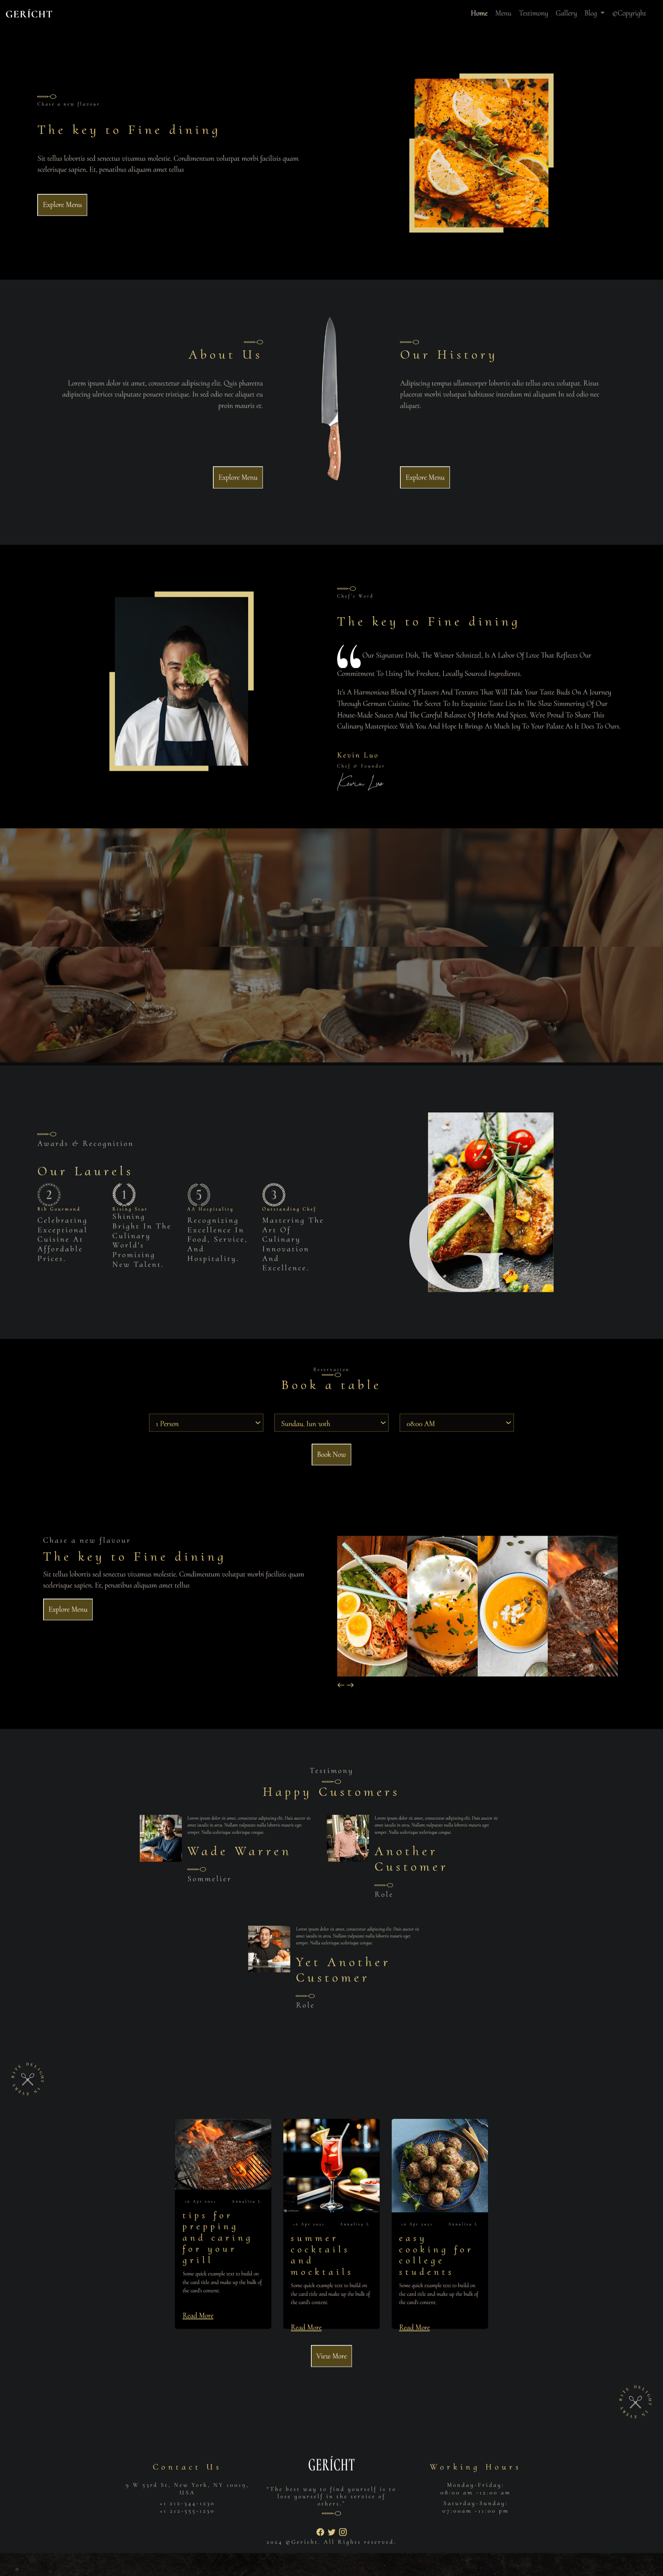 GERÍCHT
Home Menu Testimony Gallery Blog ©Copyright
Chase a new flavour
The key to Fine dining
Sit tellus lobortis sed senectus vivamus molestie. Condimentum volutpat morbi facilisis quam
scelerisque sapien. Et, penatibus aliquam amet tellus
Explore Menu
About Us
Lorem ipsum dolor sit amet, consectetur adipiscing elit. Quis pharetra
adipiscing ultrices vulputate posuere tristique. In sed odio nec aliquet eu
proin mauris et.
Explore Menu
Our History
Adipiscing tempus ullamcorper lobortis odio tellus arcu volutpat. Risus
placerat morbi volutpat habitasse interdum mi aliquam In sed odio nec
aliquet.
Explore Menu
Chef's Word
The key to Fine dining
“ Our Signature Dish, The Wiener Schnitzel, Is A Labor Of Love That Reflects Our
Commitment To Using The Freshest, Locally Sourced Ingredients.
It's A Harmonious Blend Of Flavors And Textures That Will Take Your Taste Buds On A Journey
Through German Cuisine. The Secret To Its Exquisite Taste Lies In The Slow Simmering Of Our
House-Made Sauces And The Careful Balance Of Herbs And Spices. We're Proud To Share This
Culinary Masterpiece With You And Hope It Brings As Much Joy To Your Palate As It Does To Ours.
Kevin Luo
Chef & Founder
Kevin Luo
Awards & Recognition
Our Laurels
2
Bib Gourmond
Celebrating
Exceptional
Cuisine At
Affordable
Prices.
1
Rising Star
Shining
Bright In The
Culinary
World's
Promising
New Talent.
5
AA Hospitality
Recognizing
Excellence In
Food, Service,
And
Hospitality.
3
Outstanding Chef
Mastering The
Art Of
Culinary
Innovation
And
Excellence.
G
Reservation
Book a table
1 Person
Sunday, Jun 30th
08:00 AM
Book Now
Chase a new flavour
The key to Fine dining
Sit tellus lobortis sed senectus vivamus molestie. Condimentum volutpat morbi facilisis quam
scelerisque sapien. Et, penatibus aliquam amet tellus
Explore Menu
Testimony
Happy Customers
Lorem ipsum dolor sit amet, consectetur adipiscing elit. Duis auctor sit
amet iaculis in arcu. Nullam vulputate nulla lobortis mauris eget
semper. Nulla scelerisque scelerisque congue.
Wade Warren
Sommelier
Lorem ipsum dolor sit amet, consectetur adipiscing elit. Duis auctor sit
amet iaculis in arcu. Nullam vulputate nulla lobortis mauris eget
semper. Nulla scelerisque scelerisque congue.
Another
Customer
Role
Lorem ipsum dolor sit amet, consectetur adipiscing elit. Duis auctor sit
amet iaculis in arcu. Nullam vulputate nulla lobortis mauris eget
semper. Nulla scelerisque scelerisque congue.
Yet Another
Customer
Role
DELIGHT IN EVERY BITE
tips for
prepping
and caring
for your
grill
Some quick example text to build on
the card title and make up the bulk of
the card's content.
Read More
summer
cocktails
and
mocktails
Some quick example text to build on
the card title and make up the bulk of
the card's content.
Read More
easy
cooking for
college
students
Some quick example text to build on
the card title and make up the bulk of
the card's content.
Read More
View More
DELIGHT IN EVERY BITE
Contact Us
9 W 53rd St, New York, NY 10019,
USA
+1 212-344-1230
+1 212-555-1230
GERÍCHT
"The best way to find yourself is to
lose yourself in the service of
others."
2024 @Gericht. All Rights reserved.
Working Hours
Monday-Friday:
08:00 am -12:00 am
Saturday-Sunday:
07:00am -11:00 pm